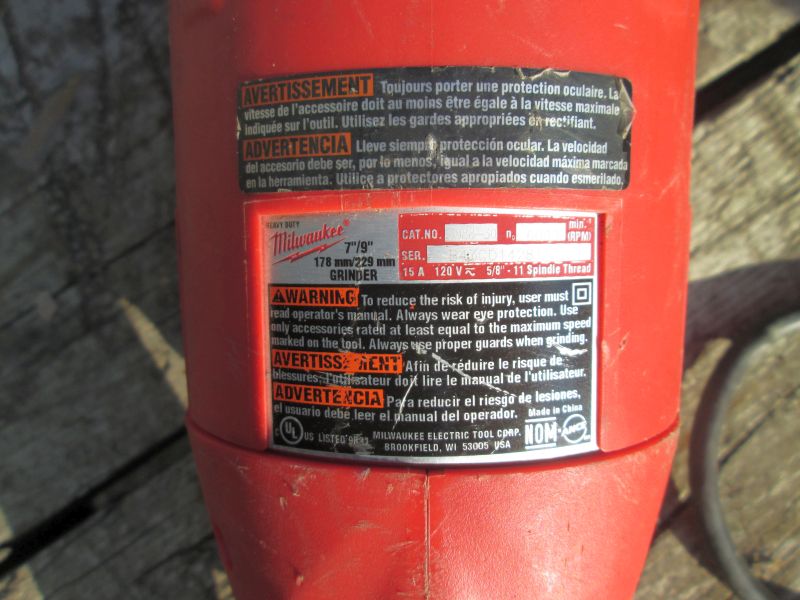 AVERTISSEMENT Toujours porter une protection oculaire. La
vitesse de l'accessoire doit au moins être égale à la vitesse maximale
indiquée sur l'outil. Utilisez les gardes appropriées en rectifiant.
ADVERTENCIA Lleve siempre protección ocular. La velocidad
del accesorio debe ser, por lo menos, igual a la velocidad máxima marcada
en la herramienta. Utilice a protectores apropiados cuando esmerilado.
HEAVY DUTY
Milwaukee®
7"/9"
178 mm/229 mm
GRINDER
CAT.NO. n₀ min.⁻ (RPM)
SER.
15 A 120 V 5/8" - 11 Spindle Thread
WARNING To reduce the risk of injury, user must
read operator's manual. Always wear eye protection. Use
only accessories rated at least equal to the maximum speed
marked on the tool. Always use proper guards when grinding.
AVERTISSEMENT Afin de réduire le risque de
blessures, l'utilisateur doit lire le manuel de l'utilisateur.
ADVERTENCIA Para reducir el riesgo de lesiones,
el usuario debe leer el manual del operador.
Made in China
C UL US LISTED MILWAUKEE ELECTRIC TOOL CORP.
BROOKFIELD, WI 53005 USA
NOM ANCE